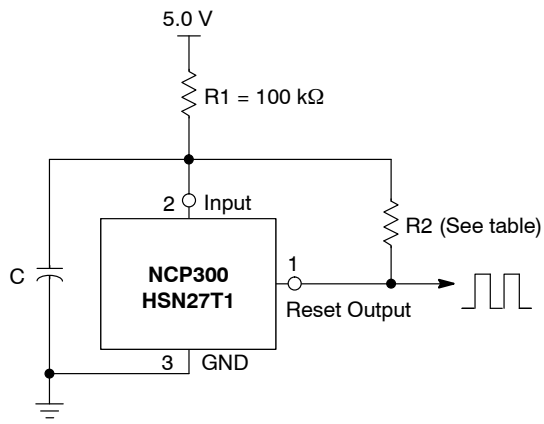 5.0 V
R1 = 100 kΩ
2 Input
R2 (See table)
C
NCP300
HSN27T1
1
Reset Output
3 GND